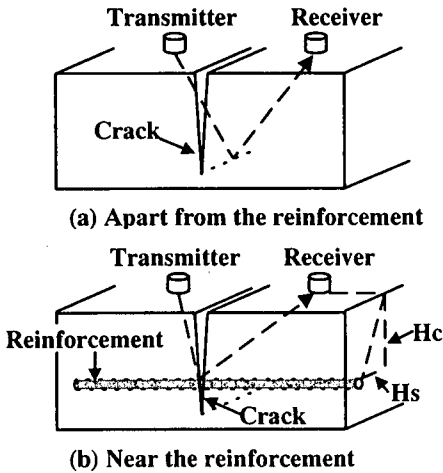 Transmitter Receiver
Crack
(a) Apart from the reinforcement
Transmitter Receiver
Reinforcement
Hc
Hs
Crack
(b) Near the reinforcement